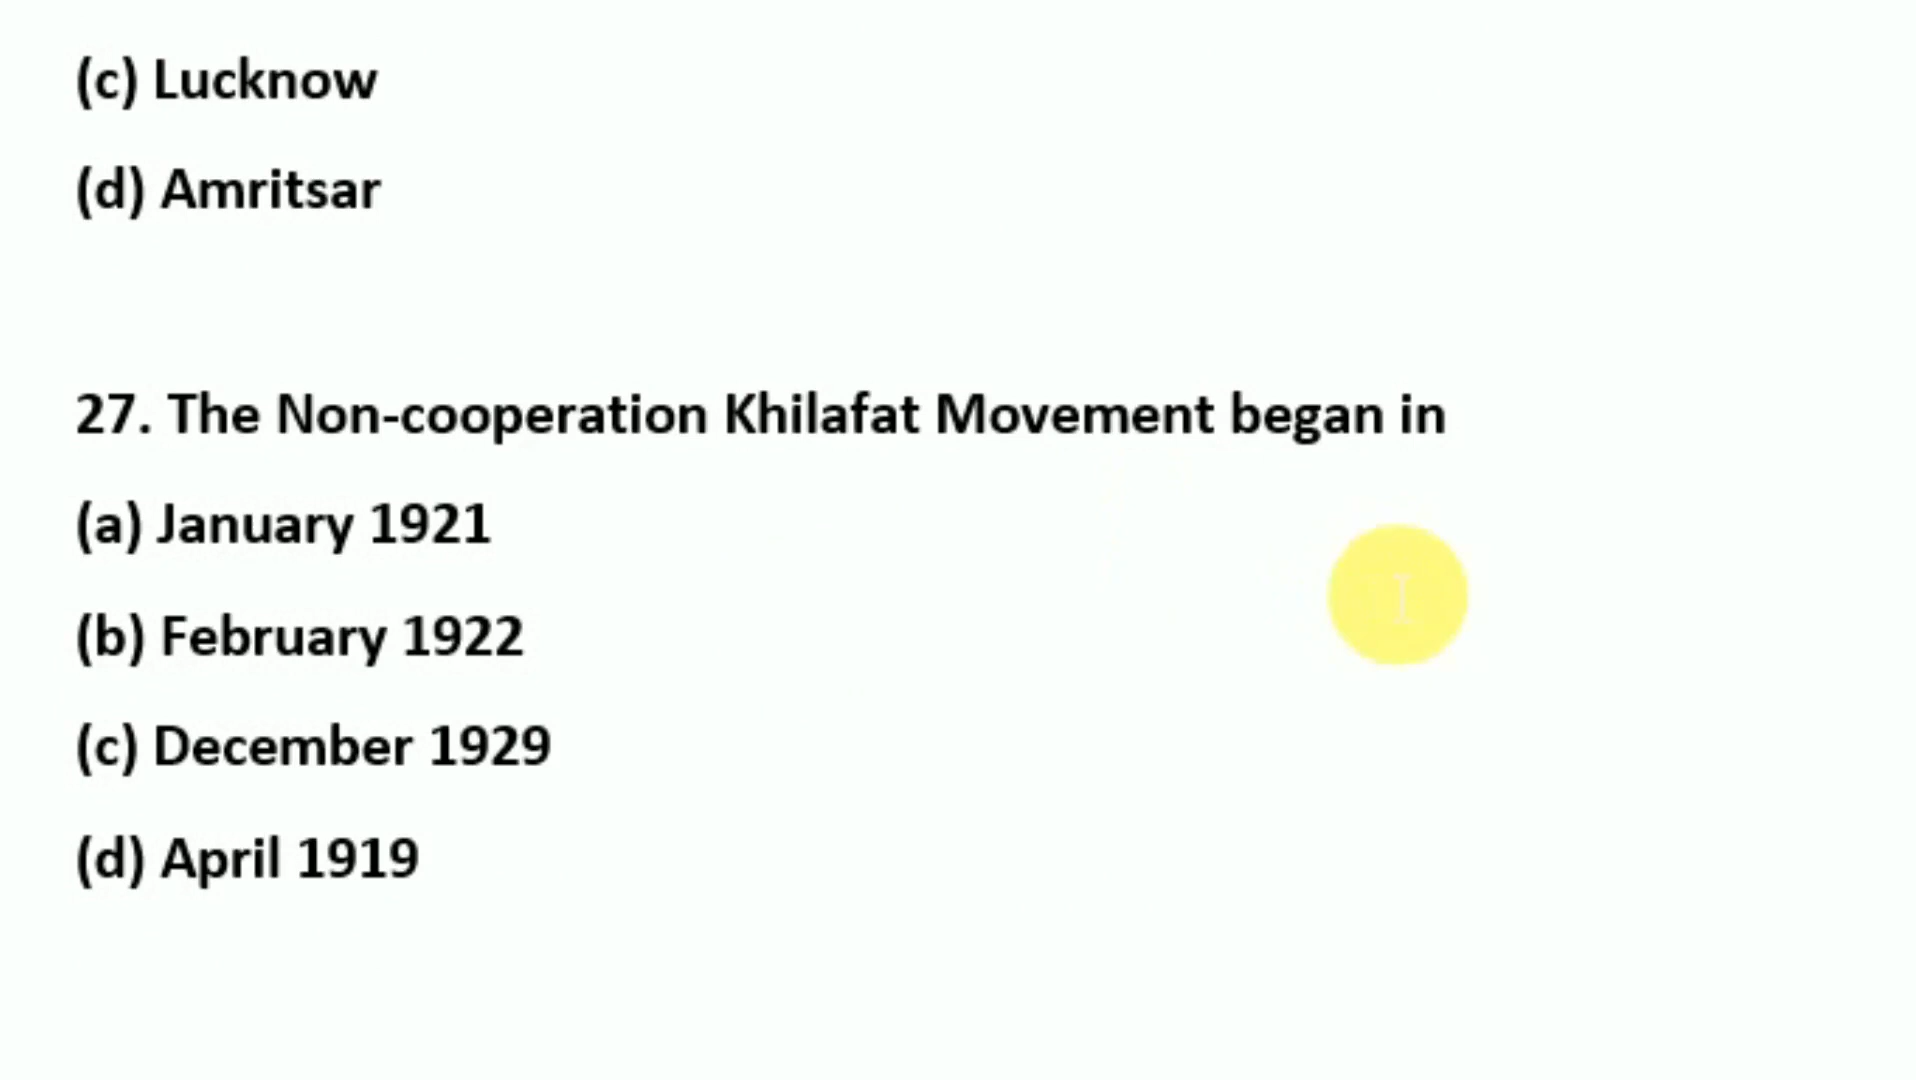 (c) Lucknow
(d) Amritsar
27. The Non-cooperation Khilafat Movement began in
(a) January 1921
(b) February 1922
(c) December 1929
(d) April 1919